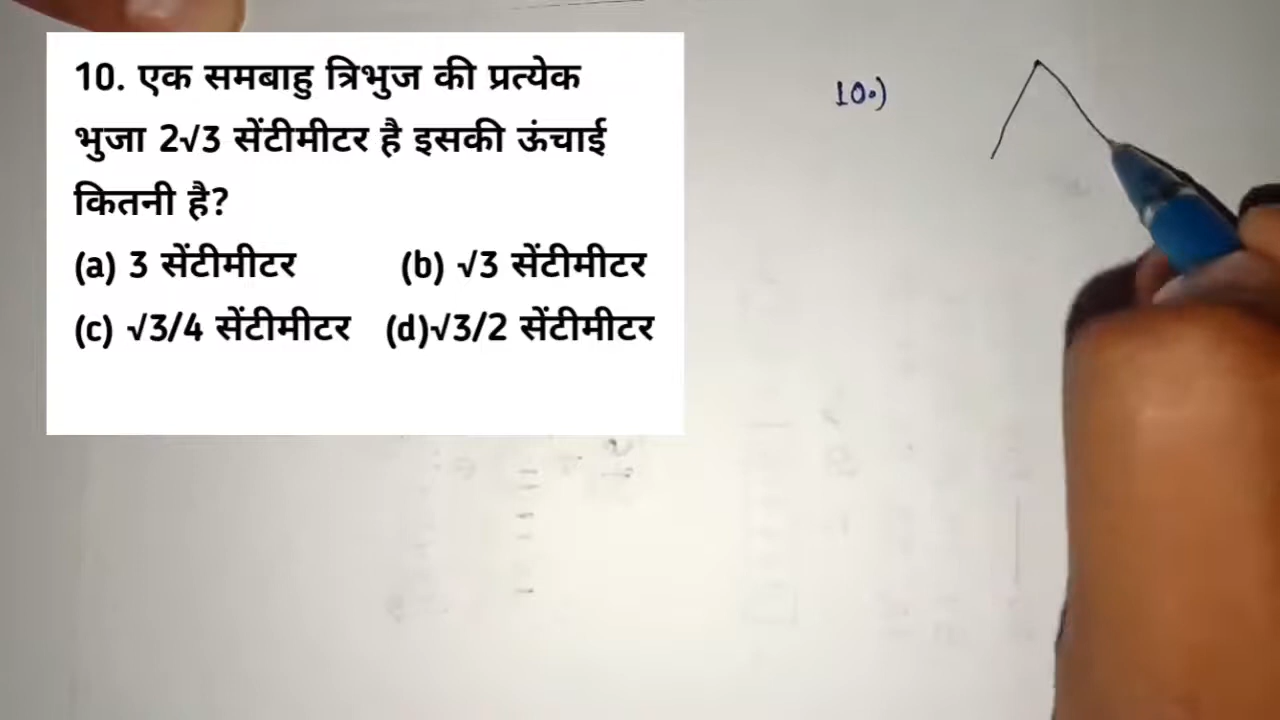 10. एक समबाहु त्रिभुज की प्रत्येक
भुजा 2√3 सेंटीमीटर है इसकी ऊंचाई
कितनी है?
(a) 3 सेंटीमीटर (b) √3 सेंटीमीटर
(c) √3/4 सेंटीमीटर (d)√3/2 सेंटीमीटर
10.)